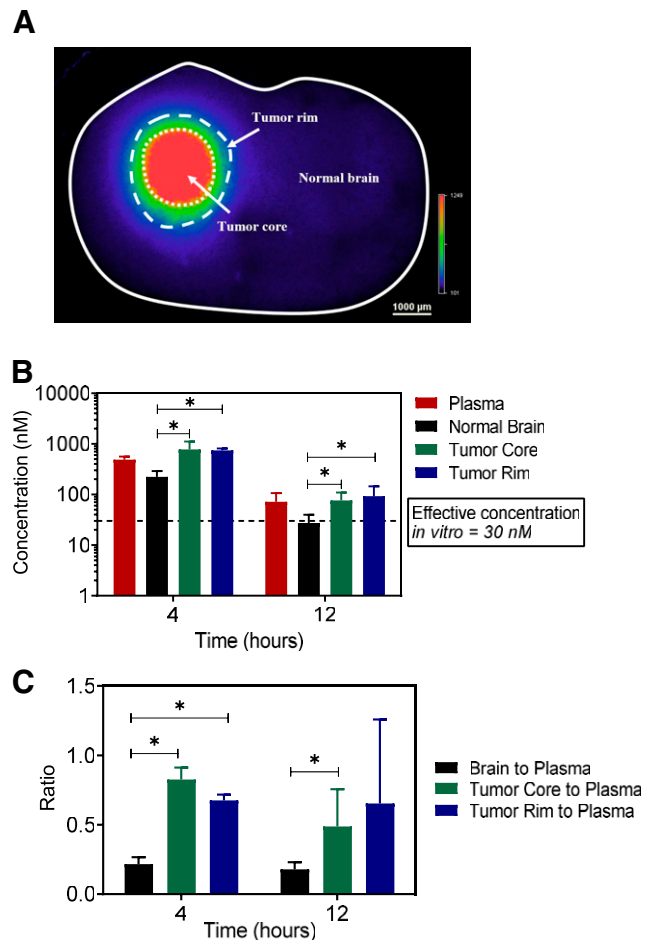 A
Tumor rim
Normal brain
Tumor core
1249
101
1000 µm
B
10000
1000
100
10
1
Concentration (nM)
*
*
*
*
4
12
Time (hours)
Plasma
Normal Brain
Tumor Core
Tumor Rim
Effective concentration
in vitro = 30 nM
C
1.5
1.0
0.5
0.0
Ratio
*
*
*
4
12
Time (hours)
Brain to Plasma
Tumor Core to Plasma
Tumor Rim to Plasma